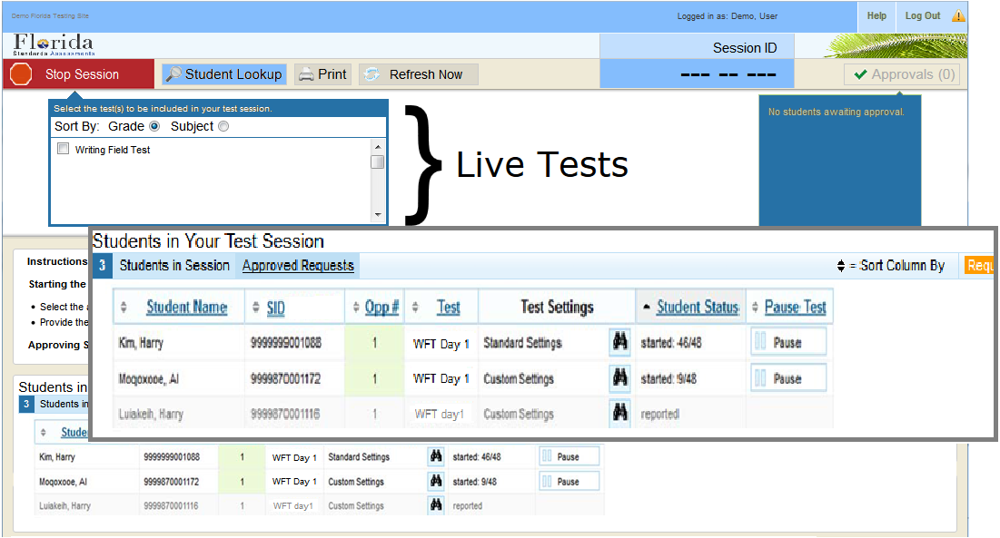 Demo Florida Testing Site
Logged in as: Demo, User
Help
Log Out
Florida
Standards Assessments
Session ID
Stop Session
Student Lookup
Print
Refresh Now
--- -- ---
Approvals (0)
Select the test(s) to be included in your test session.
Sort By: Grade Subject
Writing Field Test
} Live Tests
No students awaiting approval.
Students in Your Test Session
3 Students in Session Approved Requests
= Sort Column By
Requ
Student Name SID Opp # Test Test Settings Student Status Pause Test
Kim, Harry 9999999001088 1 WFT Day 1 Standard Settings started: 46/48 Pause
Moqoxooe, Al 9999870001172 1 WFT Day 1 Custom Settings started: 9/48 Pause
Luiakeih, Harry 9999870001116 1 WFT day1 Custom Settings reported
Instructions
Starting the
• Select the
• Provide the
Approving S
Students in
3 Students in
Stude
Kim, Harry 9999999001088 1 WFT Day 1 Standard Settings started: 46/48 Pause
Moqoxoox, Al 9999870001172 1 WFT Day 1 Custom Settings started: 9/48 Pause
Luiakeih, Harry 9999870001116 1 WFT day1 Custom Settings reported